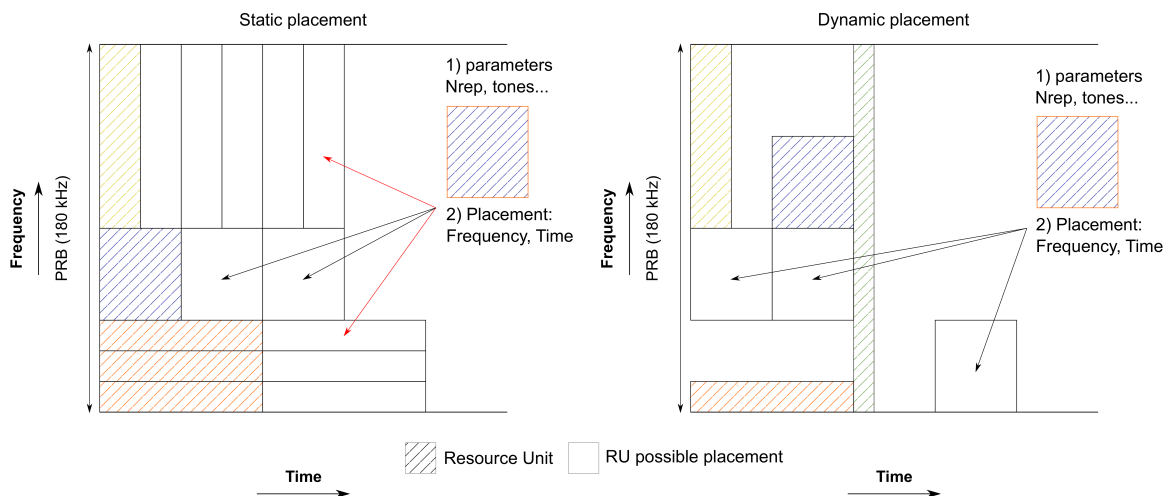 Static placement
1) parameters
Nrep, tones...
2) Placement:
Frequency, Time
Frequency
PRB (180 kHz)
Dynamic placement
1) parameters
Nrep, tones...
2) Placement:
Frequency, Time
Frequency
PRB (180 kHz)
Resource Unit
RU possible placement
Time
Time